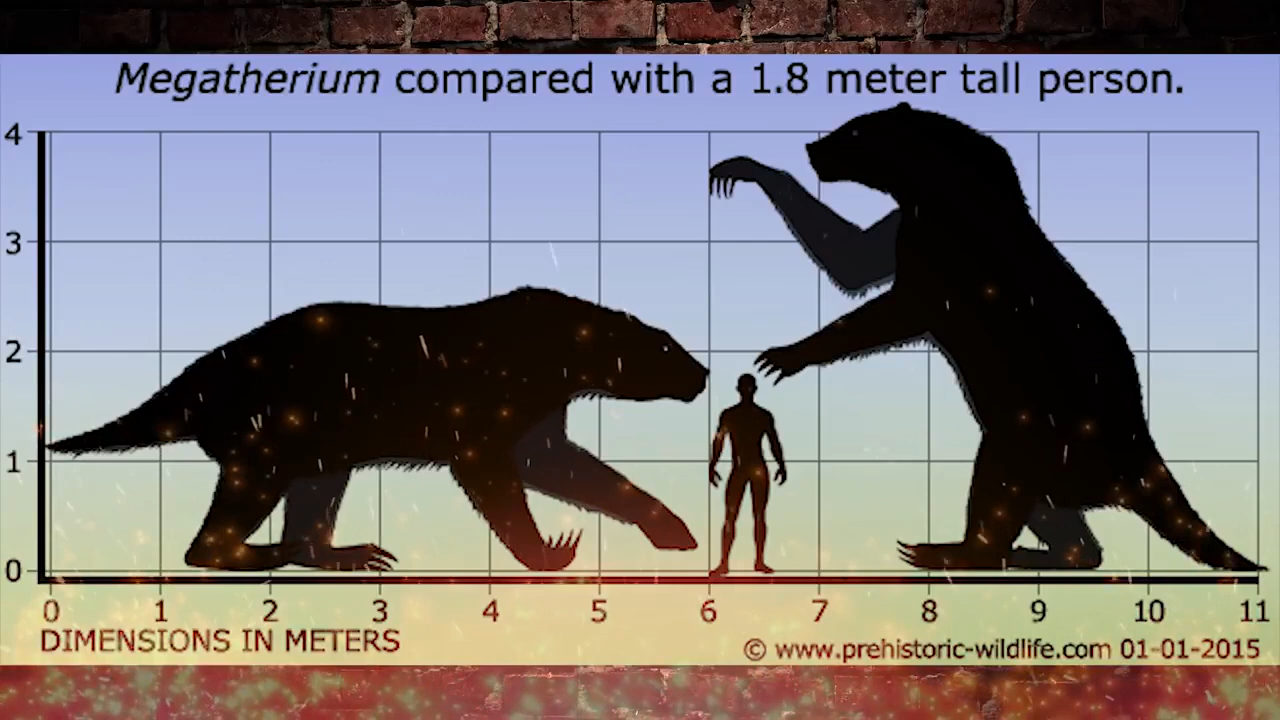 Megatherium compared with a 1.8 meter tall person.
4
3
2
1
0
0 1 2 3 4 5 6 7 8 9 10 11
DIMENSIONS IN METERS
© www.prehistoric-wildlife.com 01-01-2015